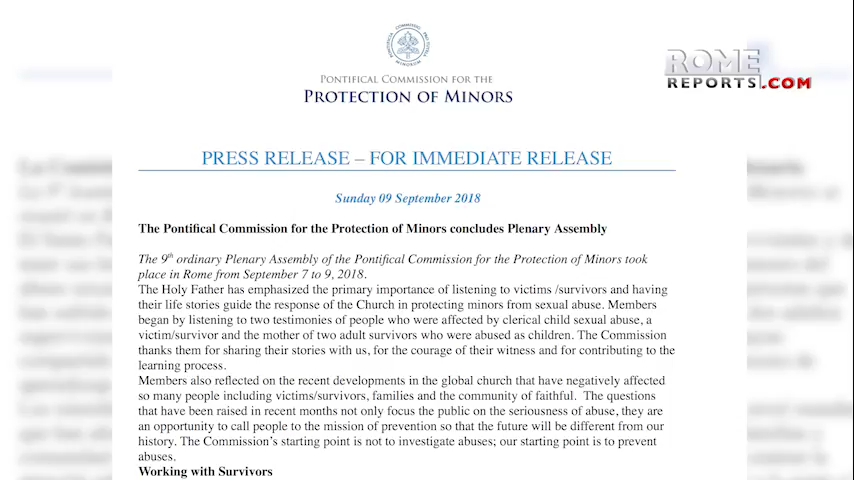 PONTIFICAL COMMISSION FOR THE
PROTECTION OF MINORS
ROME
REPORTS.COM
PRESS RELEASE – FOR IMMEDIATE RELEASE
Sunday 09 September 2018
The Pontifical Commission for the Protection of Minors concludes Plenary Assembly
The 9th ordinary Plenary Assembly of the Pontifical Commission for the Protection of Minors took
place in Rome from September 7 to 9, 2018.
The Holy Father has emphasized the primary importance of listening to victims /survivors and having
their life stories guide the response of the Church in protecting minors from sexual abuse. Members
began by listening to two testimonies of people who were affected by clerical child sexual abuse, a
victim/survivor and the mother of two adult survivors who were abused as children. The Commission
thanks them for sharing their stories with us, for the courage of their witness and for contributing to the
learning process.
Members also reflected on the recent developments in the global church that have negatively affected
so many people including victims/survivors, families and the community of faithful.  The questions
that have been raised in recent months not only focus the public on the seriousness of abuse, they are
an opportunity to call people to the mission of prevention so that the future will be different from our
history. The Commission's starting point is not to investigate abuses; our starting point is to prevent
abuses.
Working with Survivors